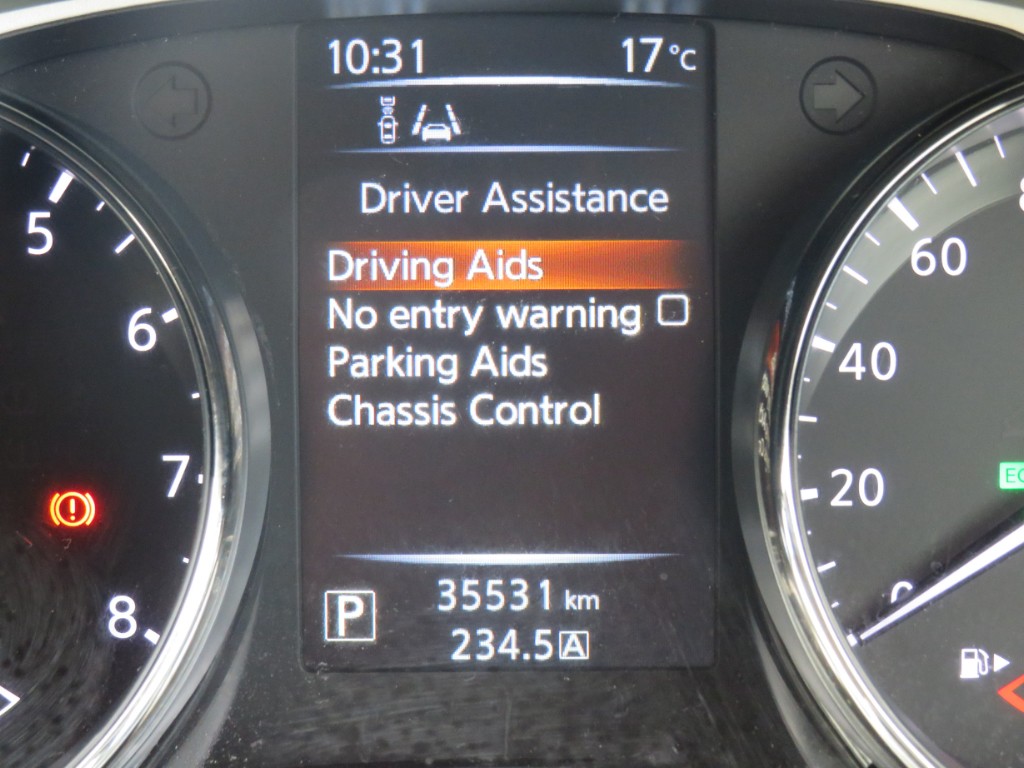 10:31 17°C
Driver Assistance
Driving Aids
No entry warning
Parking Aids
Chassis Control
P
35531 km
234.5 A
5
6
7
8
60
40
20
0